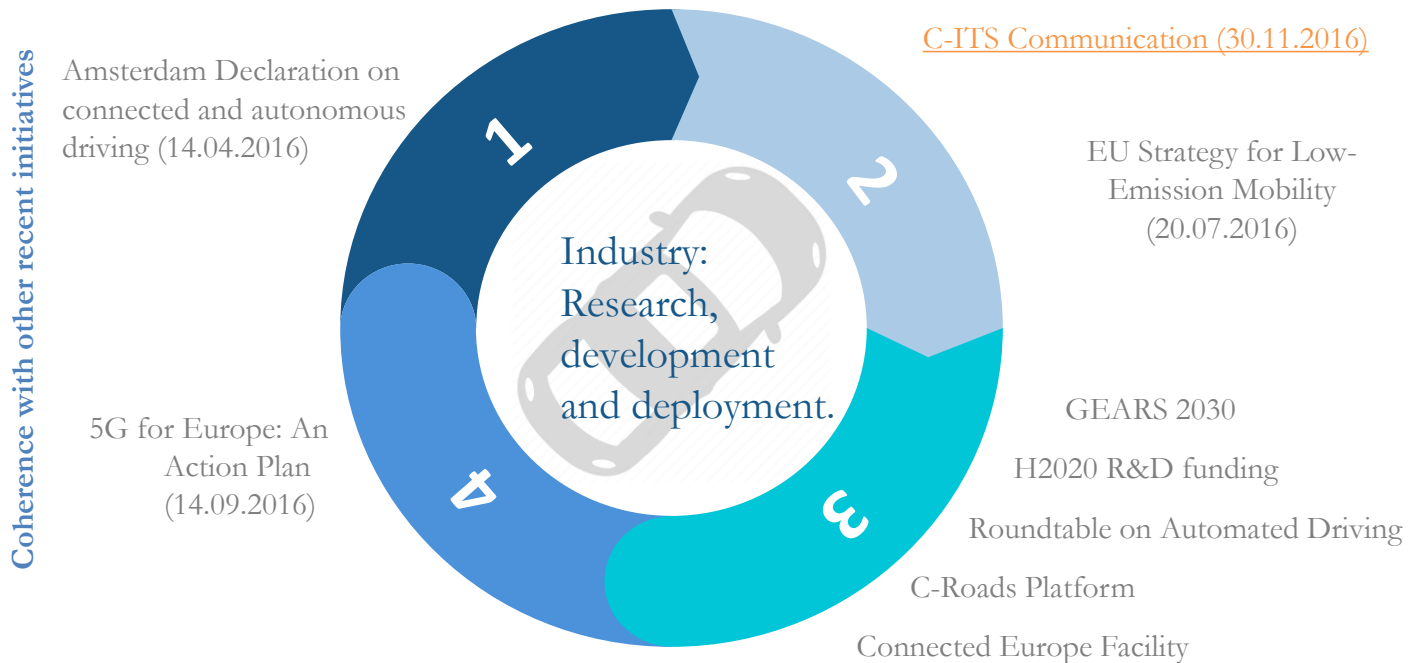 Coherence with other recent initiatives
Amsterdam Declaration on
connected and autonomous
driving (14.04.2016)
1
C-ITS Communication (30.11.2016)
EU Strategy for Low-
Emission Mobility
(20.07.2016)
2
Industry:
Research,
development
and deployment.
GEARS 2030
H2020 R&D funding
Roundtable on Automated Driving
C-Roads Platform
Connected Europe Facility
3
5G for Europe: An
Action Plan
(14.09.2016)
4